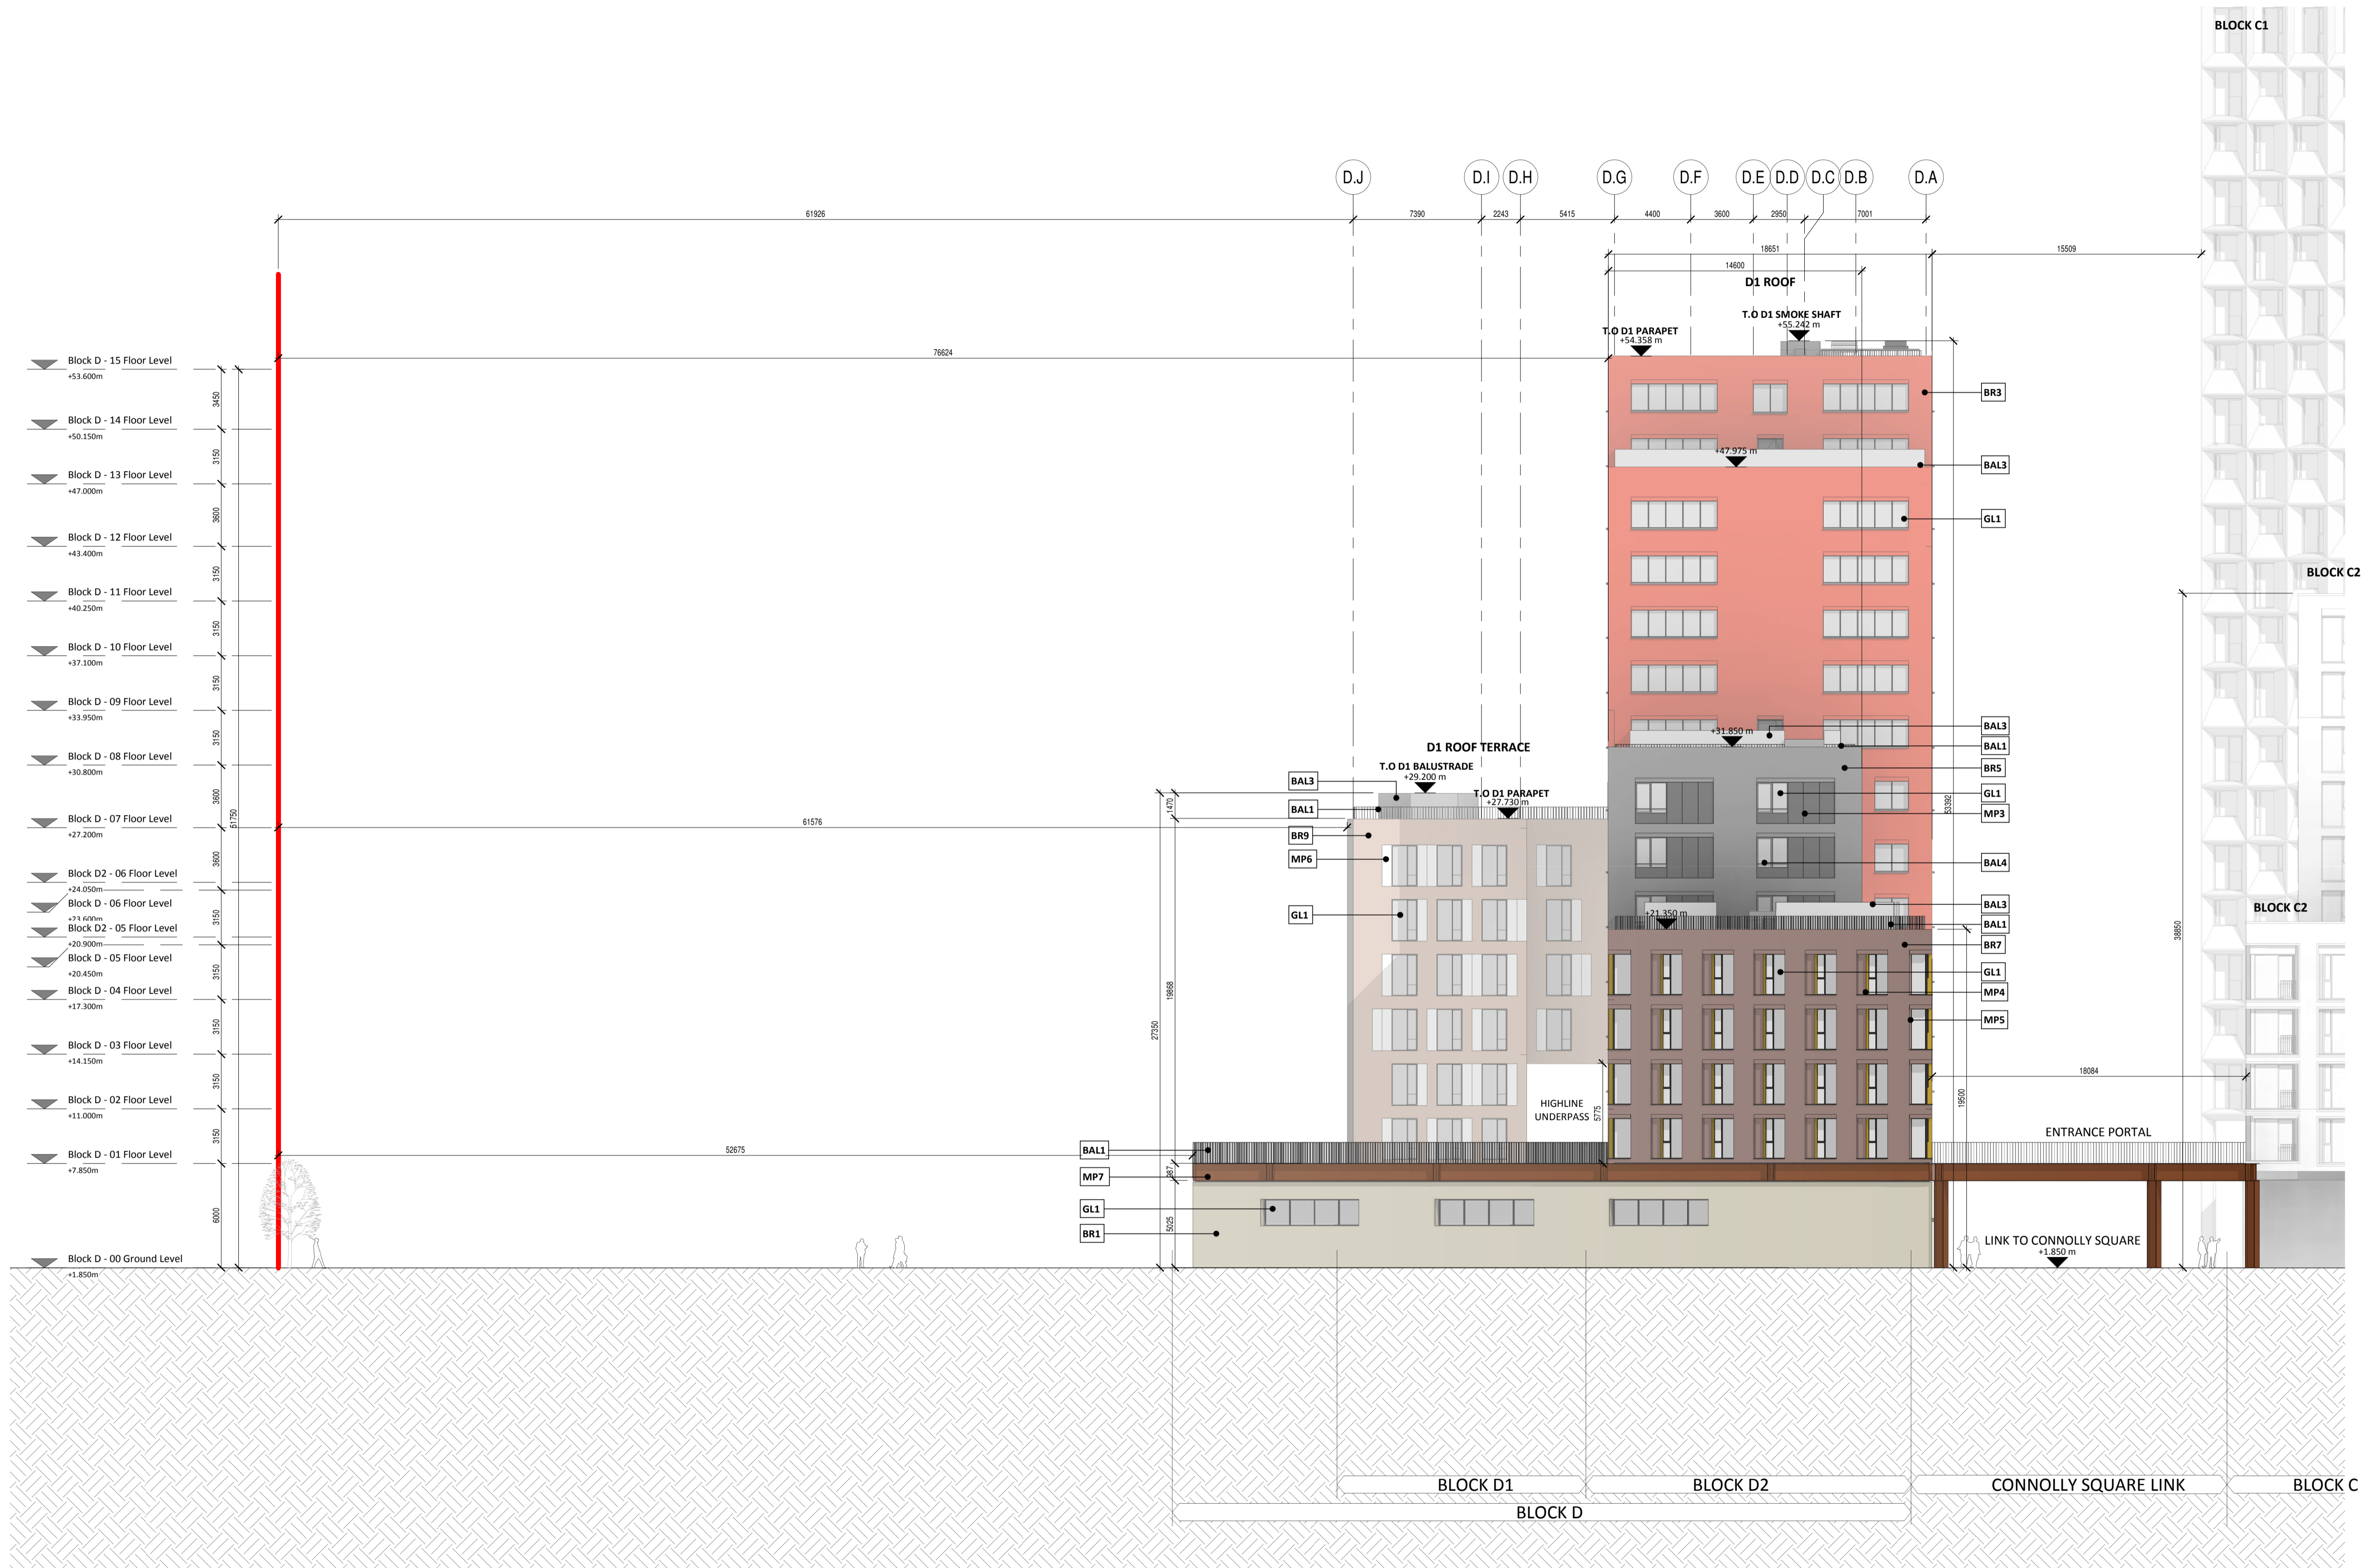 BLOCK C1
D.J
D.I
D.H
D.G
D.F
D.E
D.D
D.C
D.B
D.A
61926
7390
2243
5415
4400
3600
2950
7001
18651
15509
14600
D1 ROOF
T.O D1 SMOKE SHAFT
+55.242 m
T.O D1 PARAPET
+54.358 m
76624
Block D - 15 Floor Level
+53.600m
3450
BR3
Block D - 14 Floor Level
+50.150m
3150
+47.975 m
BAL3
Block D - 13 Floor Level
+47.000m
3600
GL1
Block D - 12 Floor Level
+43.400m
3150
BLOCK C2
Block D - 11 Floor Level
+40.250m
3150
Block D - 10 Floor Level
+37.100m
3150
Block D - 09 Floor Level
+33.950m
3150
BAL3
+31.850 m
BAL1
D1 ROOF TERRACE
Block D - 08 Floor Level
+30.800m
T.O D1 BALUSTRADE
+29.200 m
BR5
BAL3
GL1
3600
51750
1470
T.O D1 PARAPET
+27.730 m
53392
BAL1
MP3
Block D - 07 Floor Level
+27.200m
61576
BR9
MP6
BAL4
3600
Block D2 - 06 Floor Level
+24.050m
Block D - 06 Floor Level
+23.600m
3150
BAL3
BLOCK C2
GL1
+21.350 m
BAL1
Block D2 - 05 Floor Level
+20.900m
38850
BR7
Block D - 05 Floor Level
+20.450m
3150
GL1
19868
Block D - 04 Floor Level
+17.300m
MP4
3150
27350
MP5
Block D - 03 Floor Level
+14.150m
3150
18084
19500
Block D - 02 Floor Level
+11.000m
HIGHLINE
UNDERPASS
5775
3150
ENTRANCE PORTAL
BAL1
Block D - 01 Floor Level
+7.850m
52675
987
MP7
GL1
6000
5025
BR1
LINK TO CONNOLLY SQUARE
+1.850 m
Block D - 00 Ground Level
+1.850m
BLOCK D1
BLOCK D2
CONNOLLY SQUARE LINK
BLOCK C
BLOCK D